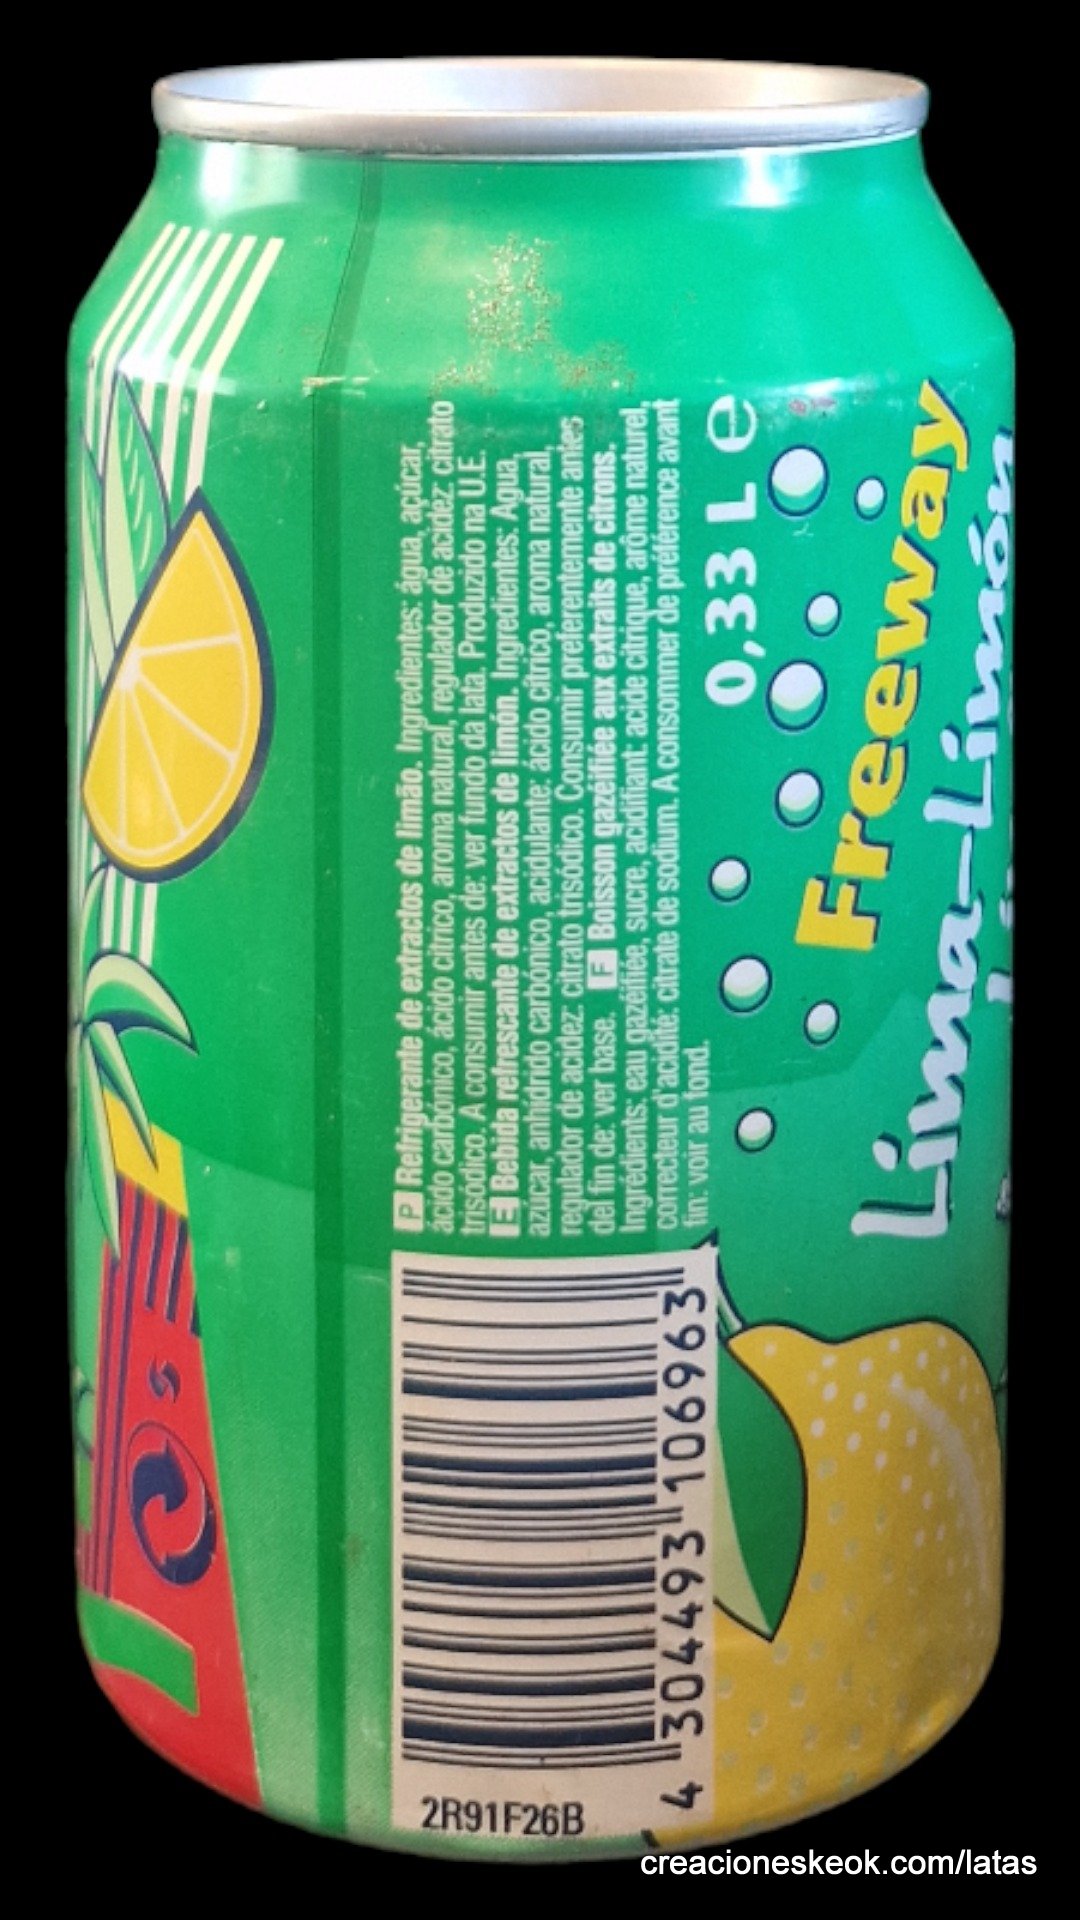 P Refrigerante de extractos de limão. Ingredientes: água, açúcar,
ácido carbónico, ácido cítrico, aroma natural, regulador de acidez: citrato
trisódico. A consumir antes de: ver fundo da lata. Produzido na U.E.
E Bebida refrescante de extractos de limón. Ingredientes: Agua,
azúcar, anhídrido carbónico, acidulante: ácido cítrico, aroma natural,
regulador de acidez: citrato trisódico. Consumir preferentemente antes
del fin de: ver base. F Boisson gazéifiée aux extraits de citrons.
Ingrédients: eau gazéifiée, sucre, acidifiant: acide citrique, arôme naturel,
correcteur d'acidité: citrate de sodium. A consommer de préférence avant
fin: voir au fond.
0,33 L e
Freeway
Lima-Limón
4 304493 106963
2R91F26B
creacioneskeok.com/latas